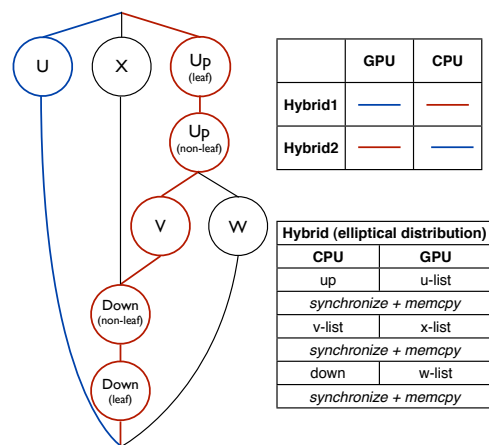 U
X
Up
(leaf)
Up
(non-leaf)
V
W
Down
(non-leaf)
Down
(leaf)
GPU CPU
Hybrid1
Hybrid2
Hybrid (elliptical distribution)
CPU GPU
up u-list
synchronize + memcpy
v-list x-list
synchronize + memcpy
down w-list
synchronize + memcpy